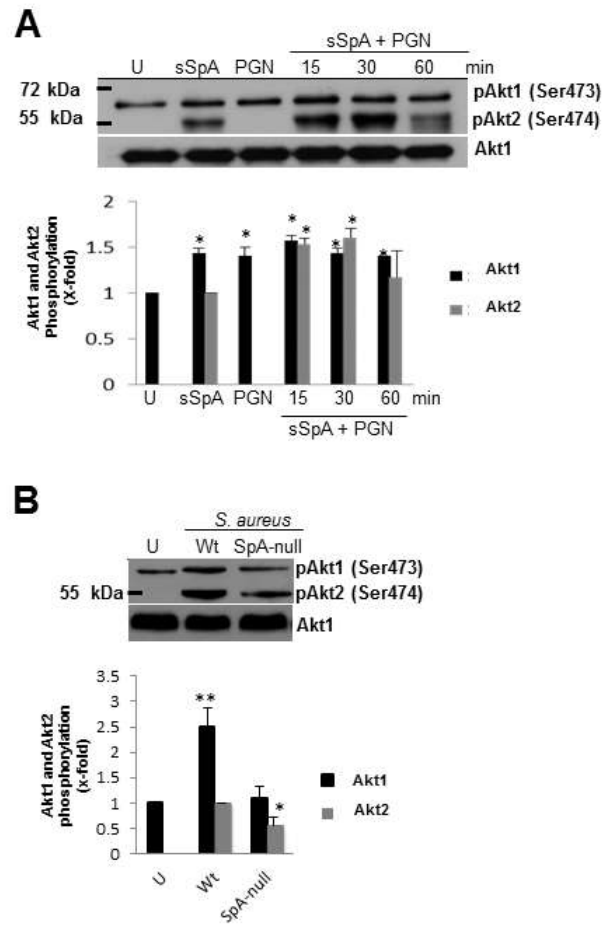 A
sSpA + PGN
U sSpA PGN 15 30 60 min
72 kDa pAkt1 (Ser473)
55 kDa pAkt2 (Ser474)
Akt1
Akt1 and Akt2
Phosphorylation
(X-fold)
2
1.5
1
0.5
0
* * * * * * *
Akt1
Akt2
U sSpA PGN 15 30 60 min
sSpA + PGN
B
S. aureus
U Wt SpA-null
pAkt1 (Ser473)
55 kDa pAkt2 (Ser474)
Akt1
Akt1 and Akt2
phosphorylation
(x-fold)
3.5
3
2.5
2
1.5
1
0.5
0
**
*
Akt1
Akt2
U Wt SpA-null